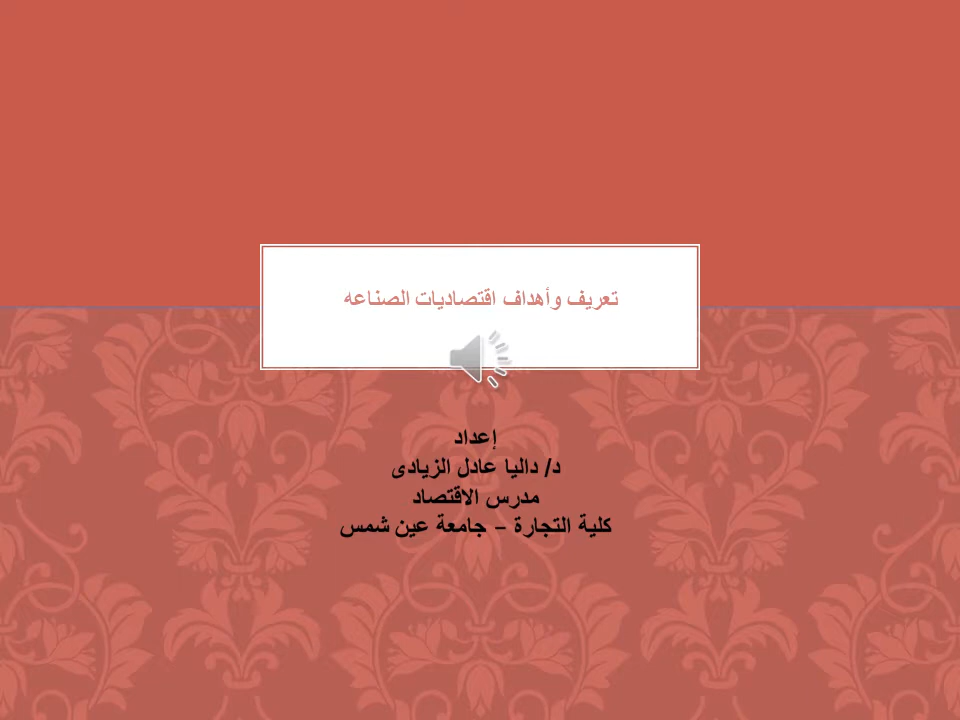 تعريف وأهداف اقتصاديات الصناعه
إعداد
د/ داليا عادل الزيادى
مدرس الاقتصاد
كلية التجارة – جامعة عين شمس